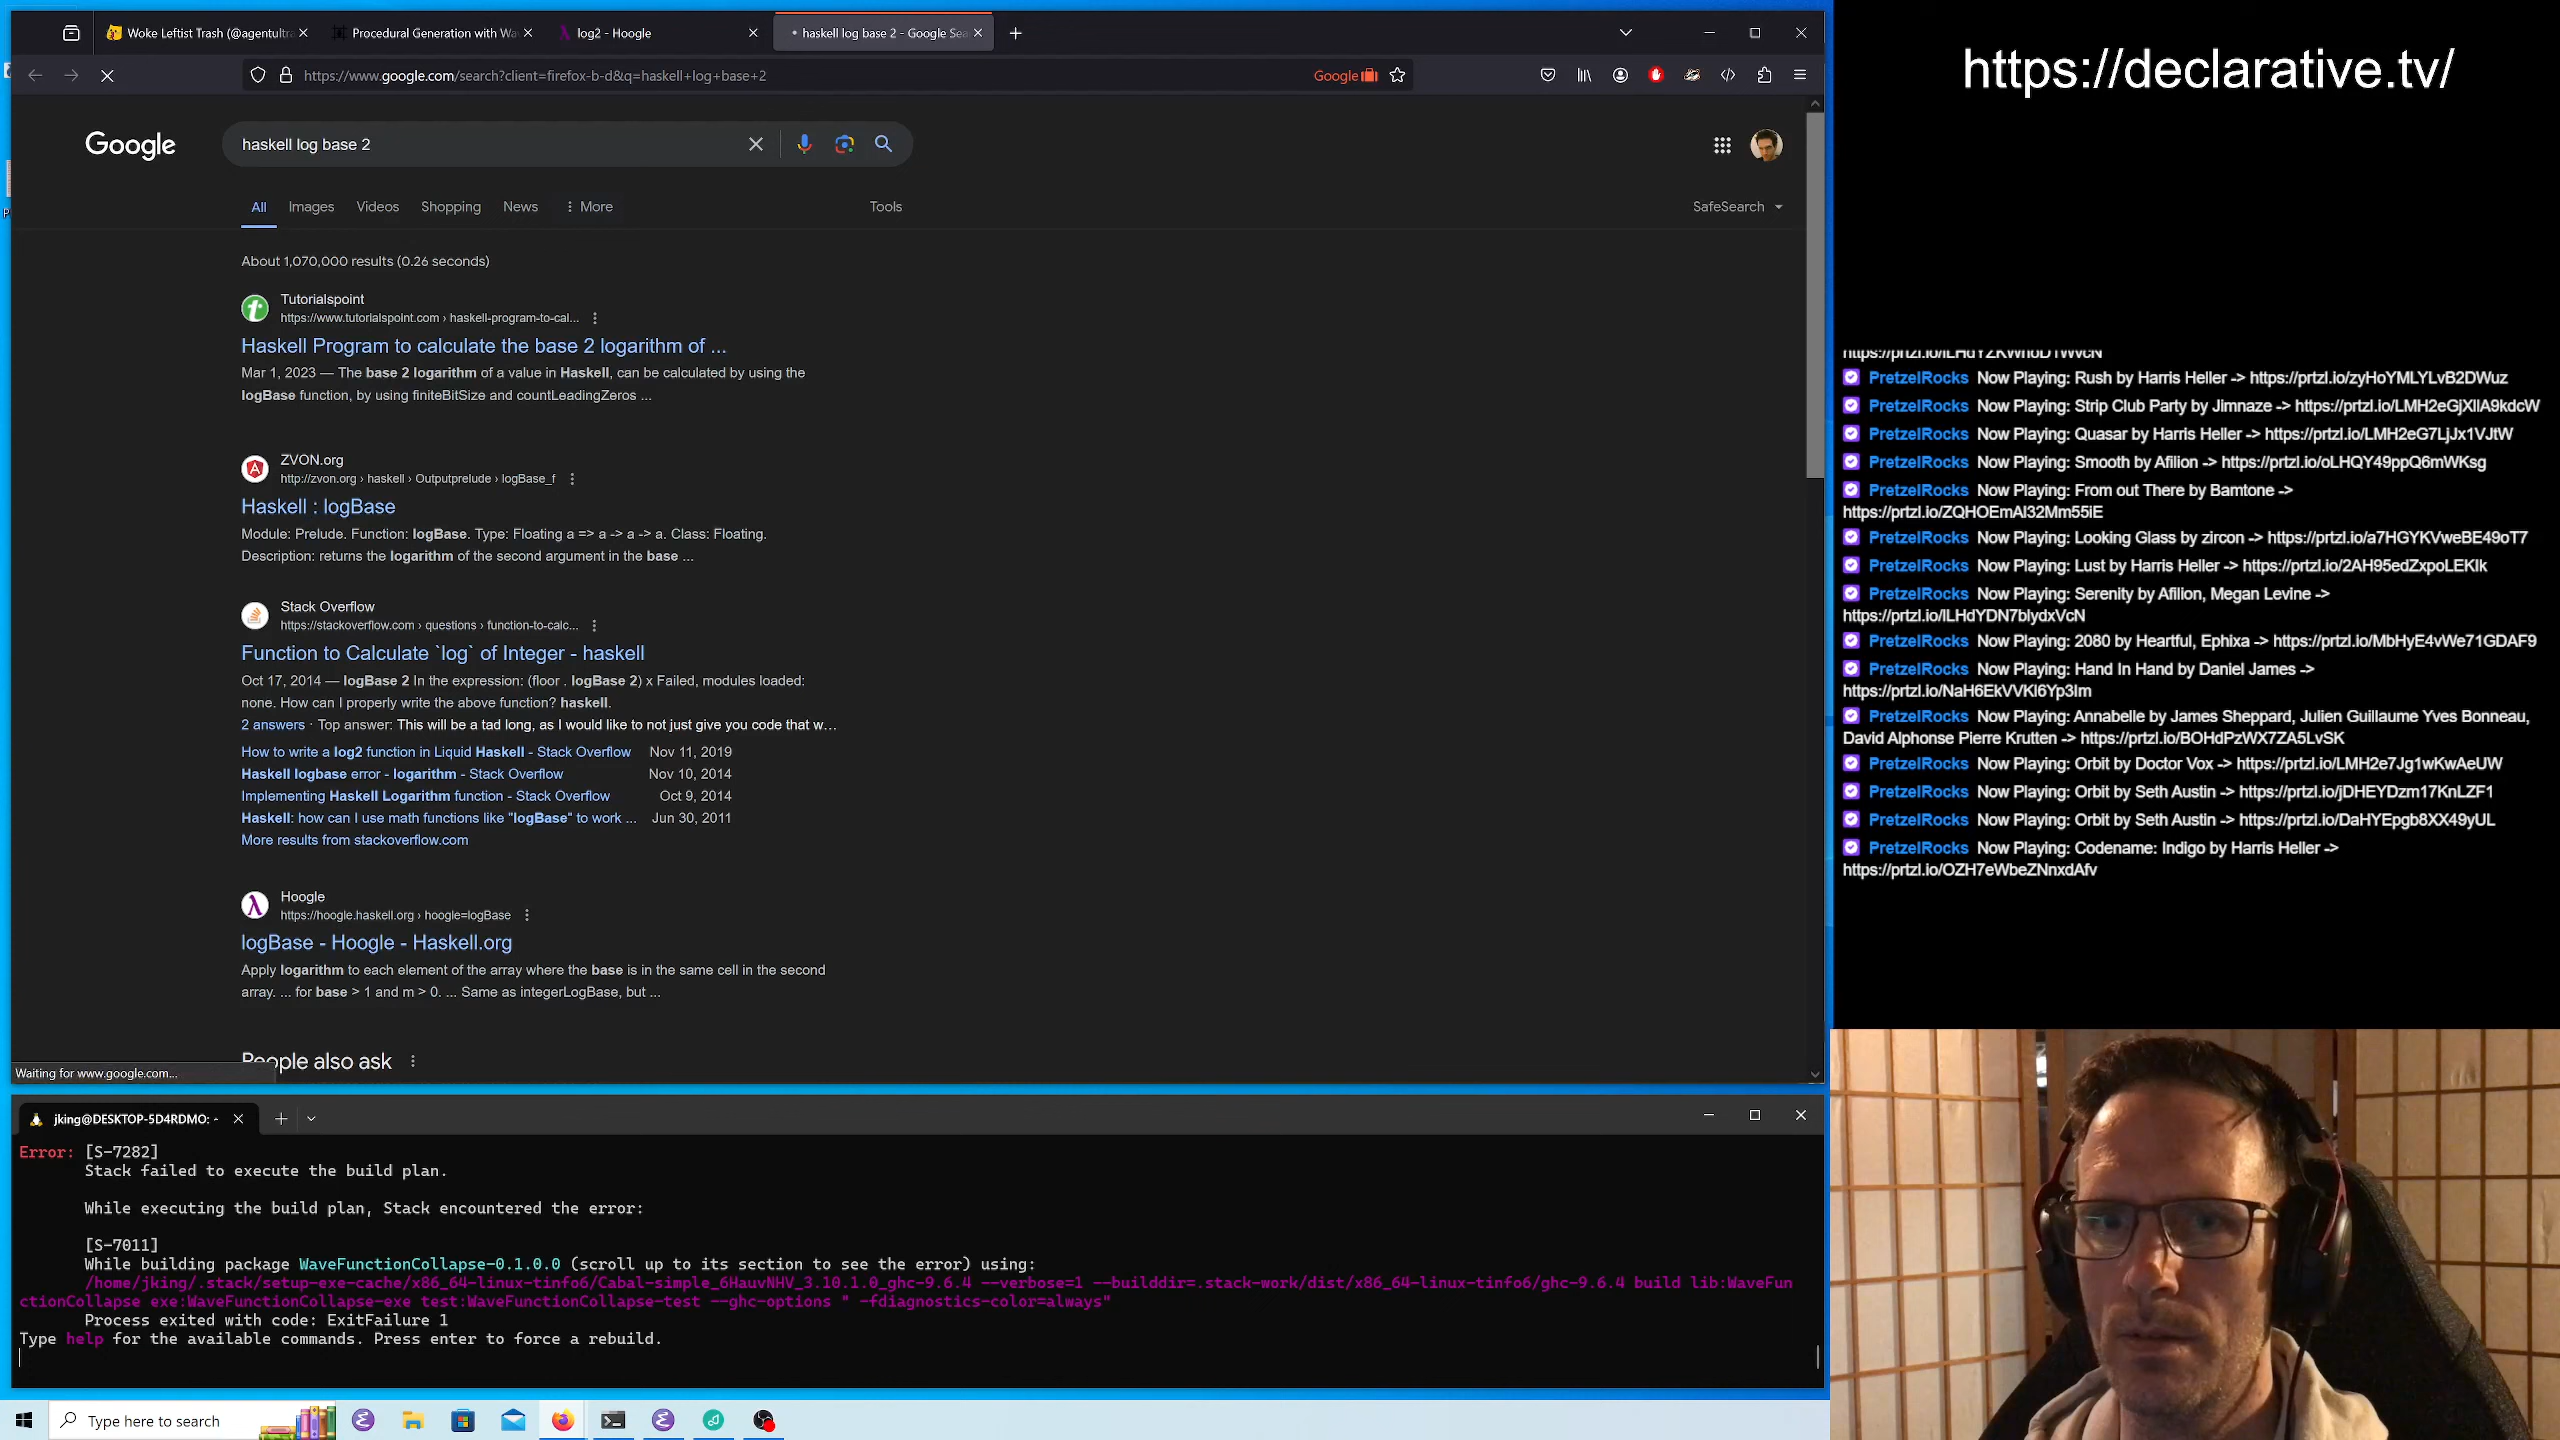 Woke Leftist Trash (@agentultra
Procedural Generation with Wa
log2 - Hoogle
haskell log base 2 - Google Sea
https://www.google.com/search?client=firefox-b-d&q=haskell+log+base+2
Google
Google
haskell log base 2
All
Images
Videos
Shopping
News
More
Tools
SafeSearch
About 1,070,000 results (0.26 seconds)
Tutorialspoint
https://www.tutorialspoint.com › haskell-program-to-cal...
Haskell Program to calculate the base 2 logarithm of ...
Mar 1, 2023 — The base 2 logarithm of a value in Haskell, can be calculated by using the
logBase function, by using finiteBitSize and countLeadingZeros ...
ZVON.org
http://zvon.org › haskell › Outputprelude › logBase_f
Haskell : logBase
Module: Prelude. Function: logBase. Type: Floating a => a -> a -> a. Class: Floating.
Description: returns the logarithm of the second argument in the base ...
Stack Overflow
https://stackoverflow.com › questions › function-to-calc...
Function to Calculate `log` of Integer - haskell
Oct 17, 2014 — logBase 2 In the expression: (floor . logBase 2) x Failed, modules loaded:
none. How can I properly write the above function? haskell.
2 answers · Top answer: This will be a tad long, as I would like to not just give you code that w…
How to write a log2 function in Liquid Haskell - Stack Overflow Nov 11, 2019
Haskell logbase error - logarithm - Stack Overflow Nov 10, 2014
Implementing Haskell Logarithm function - Stack Overflow Oct 9, 2014
Haskell: how can I use math functions like "logBase" to work ... Jun 30, 2011
More results from stackoverflow.com
Hoogle
https://hoogle.haskell.org › hoogle=logBase
logBase - Hoogle - Haskell.org
Apply logarithm to each element of the array where the base is in the same cell in the second
array. ... for base > 1 and m > 0. ... Same as integerLogBase, but ...
People also ask
Waiting for www.google.com...
jking@DESKTOP-5D4RDMO: -
Error: [S-7282]
Stack failed to execute the build plan.
While executing the build plan, Stack encountered the error:
[S-7011]
While building package WaveFunctionCollapse-0.1.0.0 (scroll up to its section to see the error) using:
/home/jking/.stack/setup-exe-cache/x86_64-linux-tinfo6/Cabal-simple_6HauvNHV_3.10.1.0_ghc-9.6.4 --verbose=1 --builddir=.stack-work/dist/x86_64-linux-tinfo6/ghc-9.6.4 build lib:WaveFun
ctionCollapse exe:WaveFunctionCollapse-exe test:WaveFunctionCollapse-test --ghc-options " -fdiagnostics-color=always"
Process exited with code: ExitFailure 1
Type help for the available commands. Press enter to force a rebuild.
Type here to search
https://declarative.tv/
PretzelRocks Now Playing: Rush by Harris Heller -> https://prtzl.io/zyHoYMLYLvB2DWuz
PretzelRocks Now Playing: Strip Club Party by Jimnaze -> https://prtzl.io/LMH2eGjXllA9kdcW
PretzelRocks Now Playing: Quasar by Harris Heller -> https://prtzl.io/LMH2eG7LjJx1VJtW
PretzelRocks Now Playing: Smooth by Afilion -> https://prtzl.io/oLHQY49ppQ6mWKsg
PretzelRocks Now Playing: From out There by Bamtone ->
https://prtzl.io/ZQHOEmAl32Mm55iE
PretzelRocks Now Playing: Looking Glass by zircon -> https://prtzl.io/a7HGYKVweBE49oT7
PretzelRocks Now Playing: Lust by Harris Heller -> https://prtzl.io/2AH95edZxpoLEKlk
PretzelRocks Now Playing: Serenity by Afilion, Megan Levine ->
https://prtzl.io/lLHdYDN7blydxVcN
PretzelRocks Now Playing: 2080 by Heartful, Ephixa -> https://prtzl.io/MbHyE4vWe71GDAF9
PretzelRocks Now Playing: Hand In Hand by Daniel James ->
https://prtzl.io/NaH6EkVVKl6Yp3Im
PretzelRocks Now Playing: Annabelle by James Sheppard, Julien Guillaume Yves Bonneau,
David Alphonse Pierre Krutten -> https://prtzl.io/BOHdPzWX7ZA5LvSK
PretzelRocks Now Playing: Orbit by Doctor Vox -> https://prtzl.io/LMH2e7Jg1wKwAeUW
PretzelRocks Now Playing: Orbit by Seth Austin -> https://prtzl.io/jDHEYDzm17KnLZF1
PretzelRocks Now Playing: Orbit by Seth Austin -> https://prtzl.io/DaHYEpgb8XX49yUL
PretzelRocks Now Playing: Codename: Indigo by Harris Heller ->
https://prtzl.io/OZH7eWbeZNnxdAfv